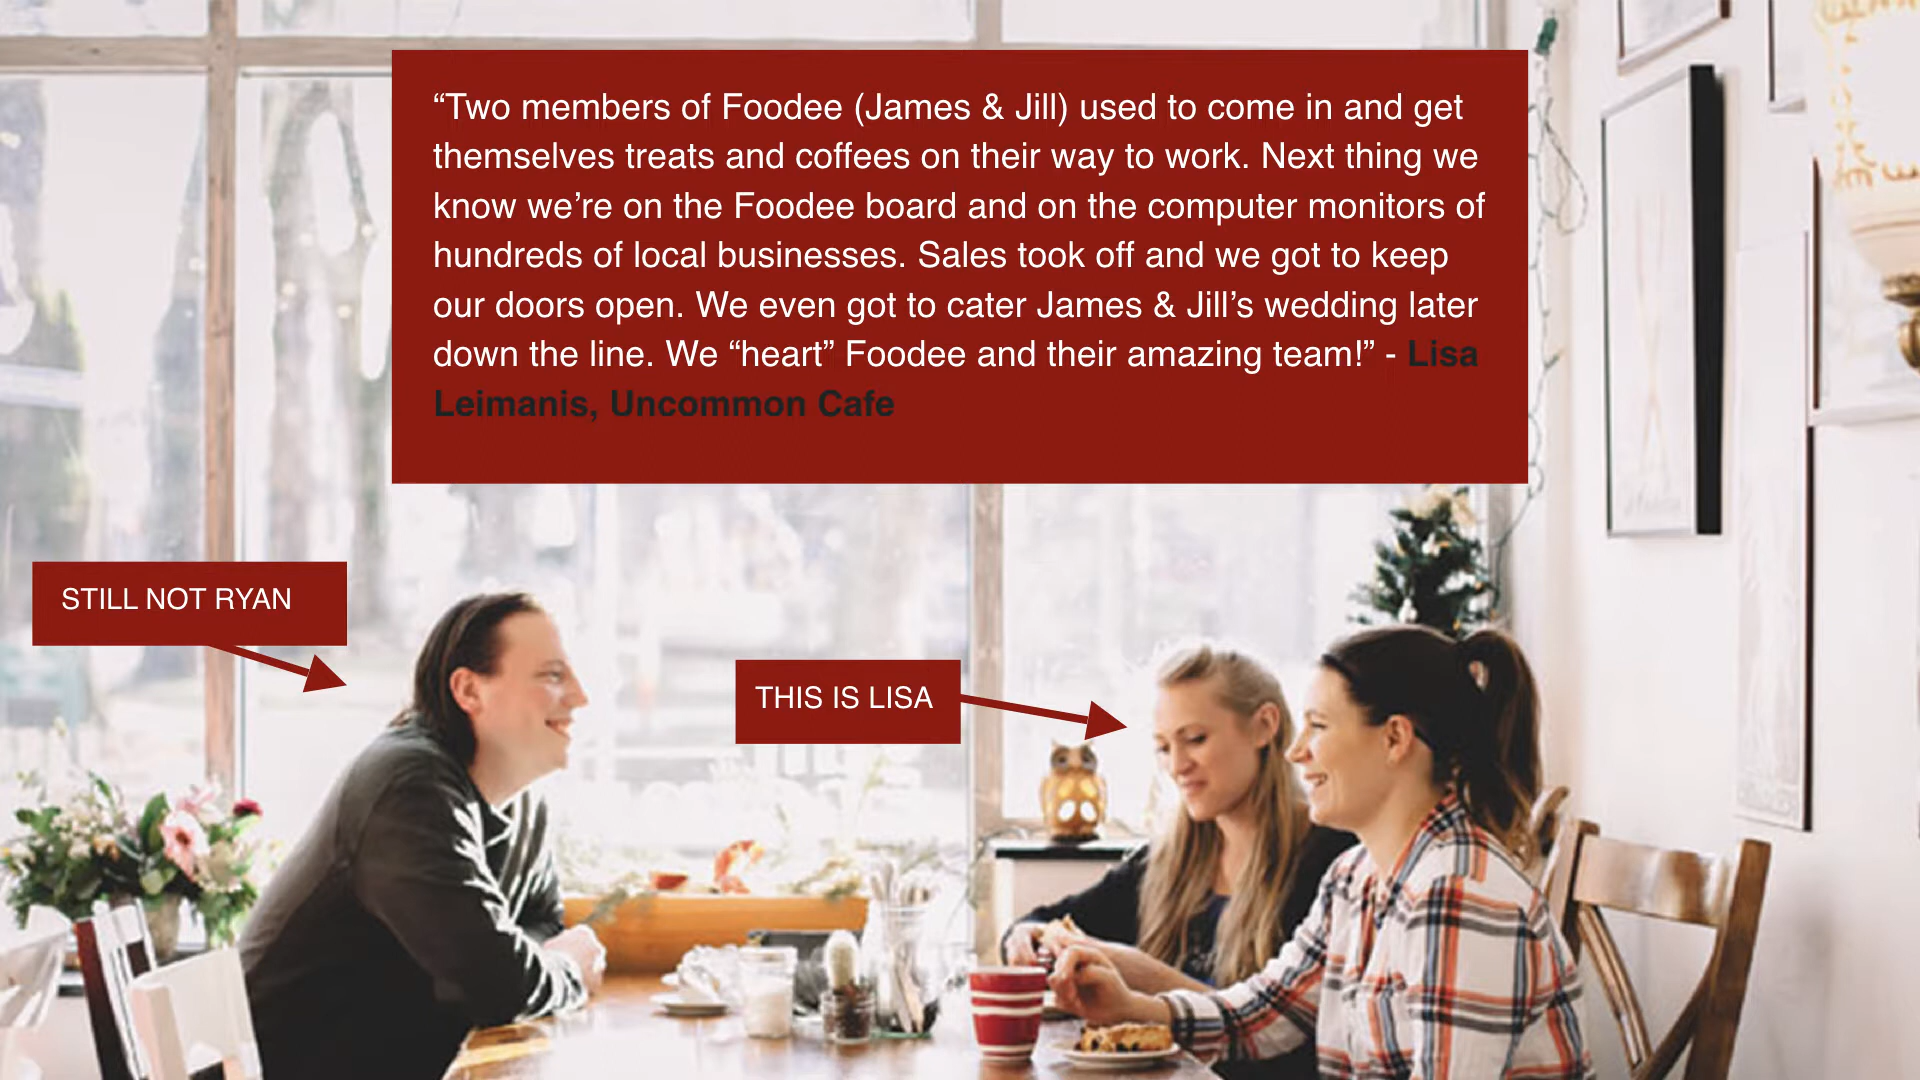 “Two members of Foodee (James & Jill) used to come in and get
themselves treats and coffees on their way to work. Next thing we
know we’re on the Foodee board and on the computer monitors of
hundreds of local businesses. Sales took off and we got to keep
our doors open. We even got to cater James & Jill’s wedding later
down the line. We “heart” Foodee and their amazing team!” - Lisa
Leimanis, Uncommon Cafe
STILL NOT RYAN
THIS IS LISA